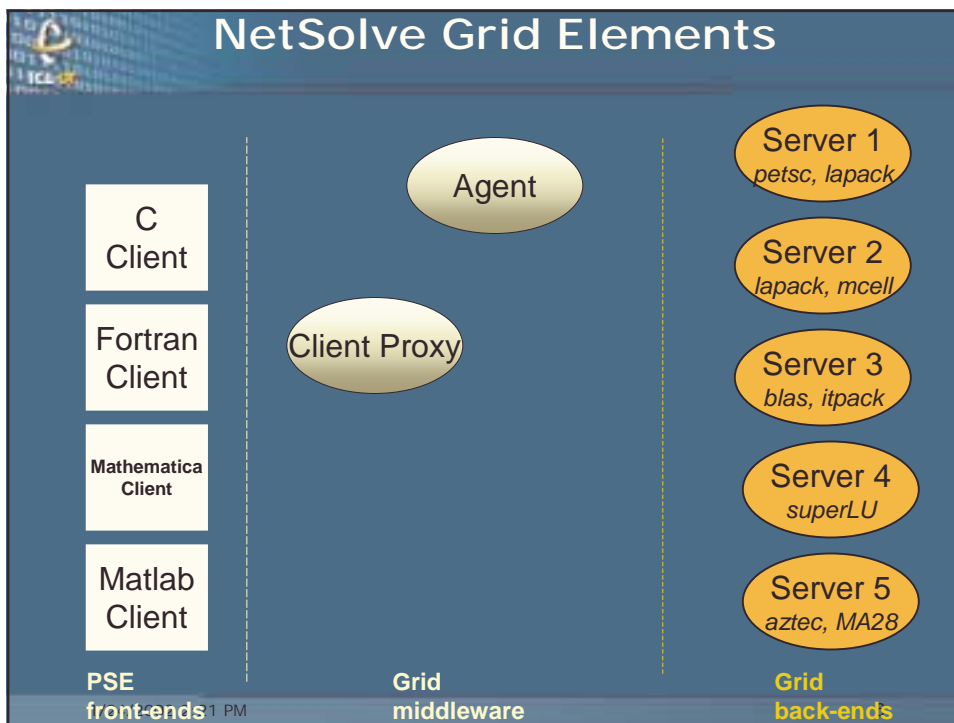 NetSolve Grid Elements
C
Client
Fortran
Client
Mathematica
Client
Matlab
Client
Agent
Client Proxy
Server 1
petsc, lapack
Server 2
lapack, mcell
Server 3
blas, itpack
Server 4
superLU
Server 5
aztec, MA28
PSE
front-ends
Grid
middleware
Grid
back-ends
PM